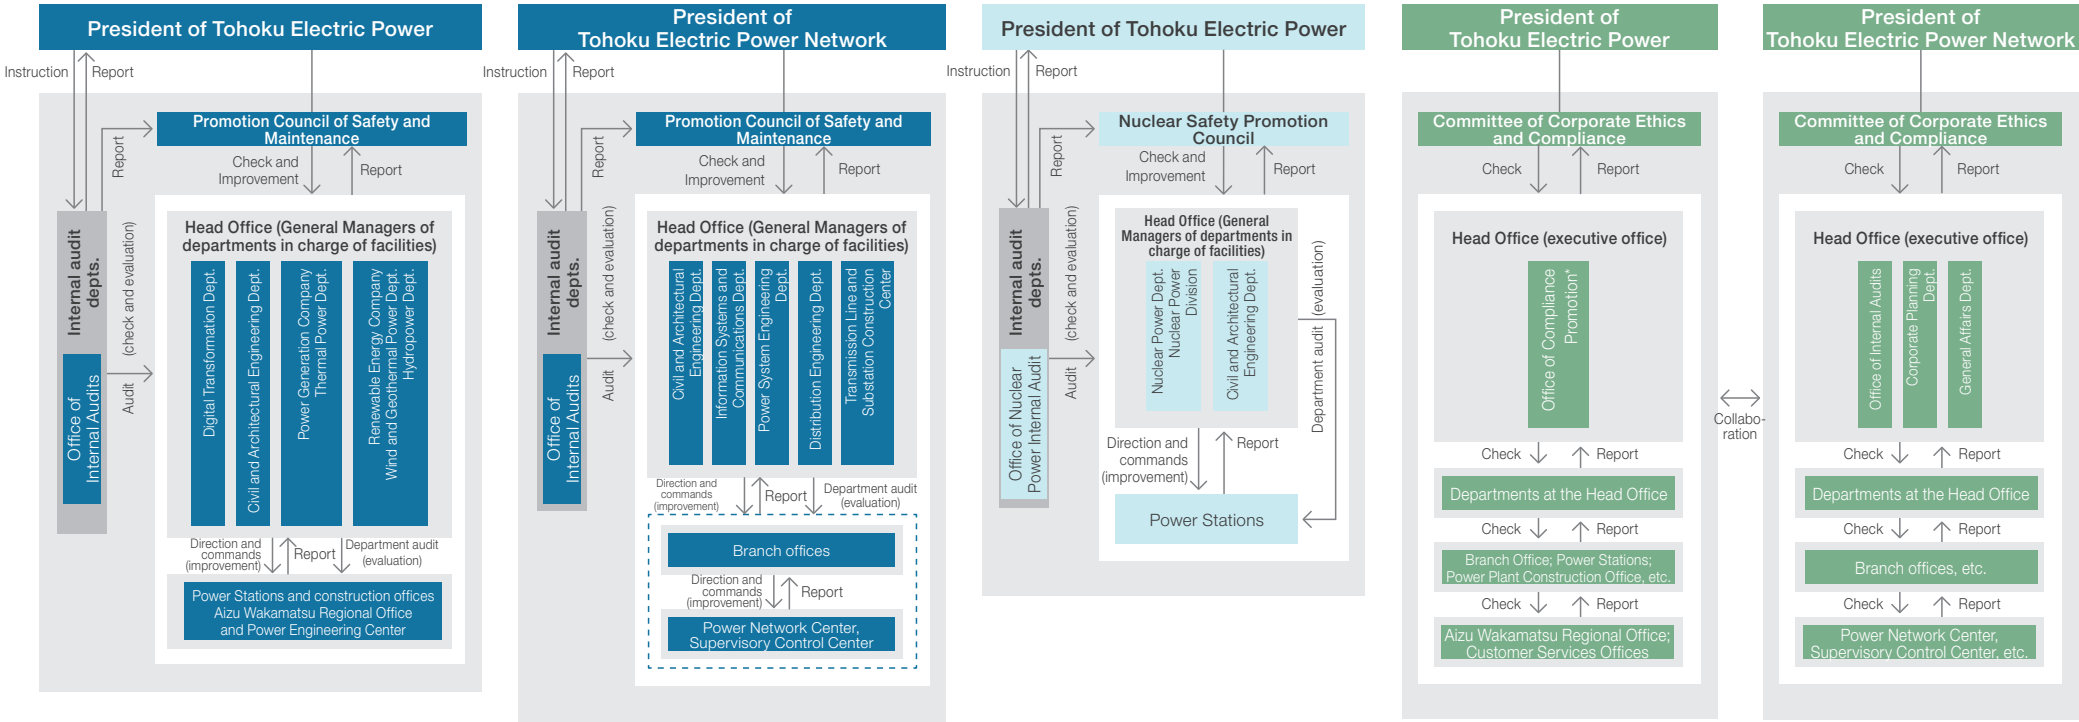 President of Tohoku Electric Power
Instruction
Report
Promotion Council of Safety and
Maintenance
Report
Check and
Improvement
Report
Internal audit
depts.
Office of
Internal Audits
(check and evaluation)
Audit
Head Office (General Managers of
departments in charge of facilities)
Digital Transformation Dept.
Civil and Architectural Engineering Dept.
Power Generation Company
Thermal Power Dept.
Renewable Energy Company
Wind and Geothermal Power Dept.
Hydropower Dept.
Direction and
commands
(improvement)
Report
Department audit
(evaluation)
Power Stations and construction offices
Aizu Wakamatsu Regional Office
and Power Engineering Center
President of
Tohoku Electric Power Network
Instruction
Report
Promotion Council of Safety and
Maintenance
Report
Check and
Improvement
Report
Internal audit
depts.
Office of
Internal Audits
(check and evaluation)
Audit
Head Office (General Managers of
departments in charge of facilities)
Civil and Architectural
Engineering Dept.
Information Systems and
Communications Dept.
Power System Engineering
Dept.
Distribution Engineering Dept.
Transmission Line and
Substation Construction
Center
Direction and
commands
(improvement)
Report
Department audit
(evaluation)
Branch offices
Direction and
commands
(improvement)
Report
Power Network Center,
Supervisory Control Center
President of Tohoku Electric Power
Instruction
Report
Nuclear Safety Promotion
Council
Report
Check and
Improvement
Report
Internal audit
depts.
Office of Nuclear
Power Internal Audit
(check and evaluation)
Audit
Head Office (General
Managers of departments in
charge of facilities)
Nuclear Power Dept.
Nuclear Power
Division
Civil and Architectural
Engineering Dept.
Department audit (evaluation)
Direction and
commands
(improvement)
Report
Power Stations
President of
Tohoku Electric Power
Committee of Corporate Ethics
and Compliance
Check
Report
Head Office (executive office)
Office of Compliance
Promotion*
Check
Report
Departments at the Head Office
Check
Report
Branch Office; Power Stations;
Power Plant Construction Office, etc.
Check
Report
Aizu Wakamatsu Regional Office;
Customer Services Offices
Collabo-
ration
President of
Tohoku Electric Power Network
Committee of Corporate Ethics
and Compliance
Check
Report
Head Office (executive office)
Office of Internal Audits
Corporate Planning
Dept.
General Affairs Dept.
Check
Report
Departments at the Head Office
Check
Report
Branch offices, etc.
Check
Report
Power Network Center,
Supervisory Control Center, etc.